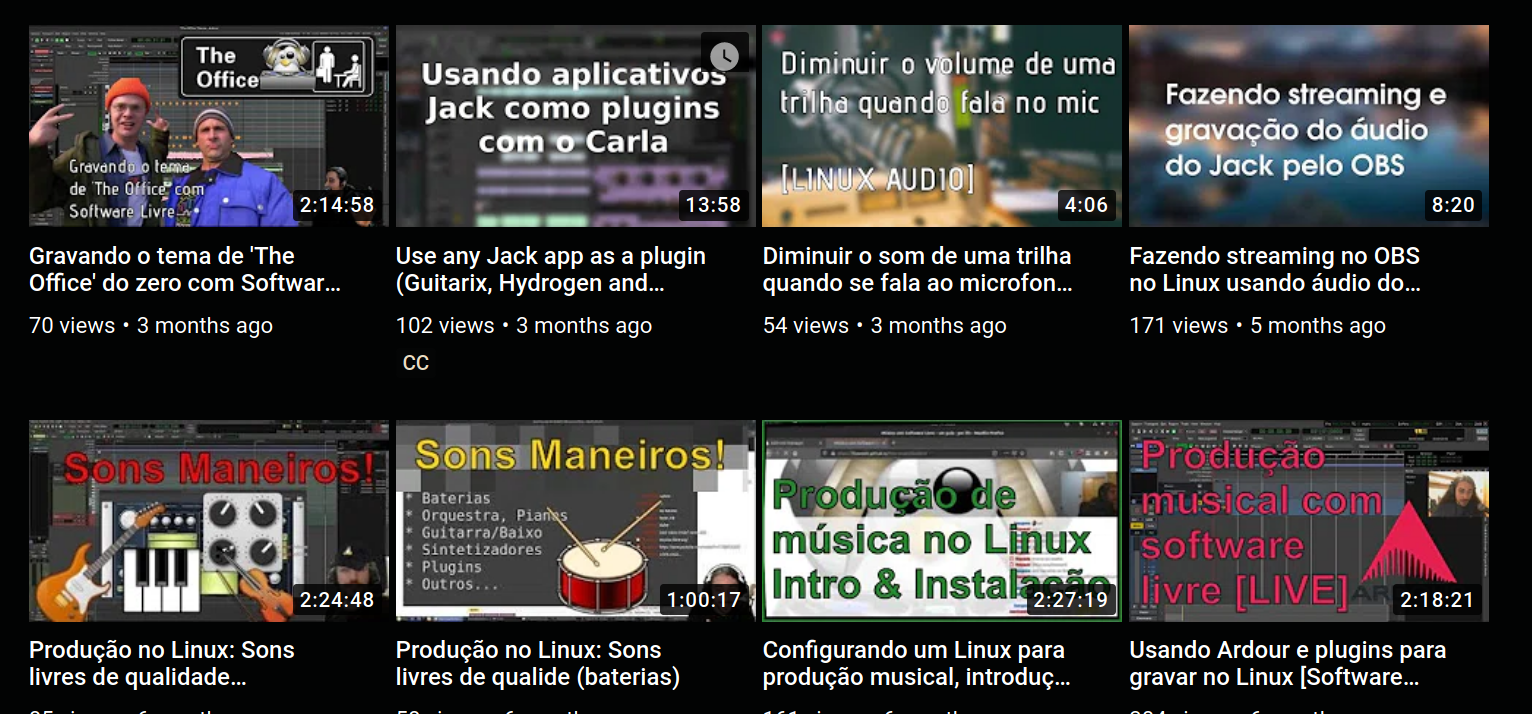 The
Office
Gravando o tema
de 'The Office' com
Software Livre
2:14:58
Usando aplicativos
Jack como plugins
com o Carla
13:58
Diminuir o volume de uma
trilha quando fala no mic
[LINUX AUDIO]
4:06
Fazendo streaming e
gravação do áudio
do Jack pelo OBS
8:20
Gravando o tema de 'The
Office' do zero com Softwar...
70 views • 3 months ago
Use any Jack app as a plugin
(Guitarix, Hydrogen and...
102 views • 3 months ago
CC
Diminuir o som de uma trilha
quando se fala ao microfon...
54 views • 3 months ago
Fazendo streaming no OBS
no Linux usando áudio do...
171 views • 5 months ago
Sons Maneiros!
2:24:48
Sons Maneiros!
* Baterias
* Orquestra, Pianos
* Guitarra/Baixo
* Sintetizadores
* Plugins
* Outros...
1:00:17
Produção de
música no Linux
Intro & Instalação
2:27:19
Produção
musical com
software
livre [LIVE]
2:18:21
Produção no Linux: Sons
livres de qualidade...
Produção no Linux: Sons
livres de qualide (baterias)
Configurando um Linux para
produção musical, introduç...
Usando Ardour e plugins para
gravar no Linux [Software...